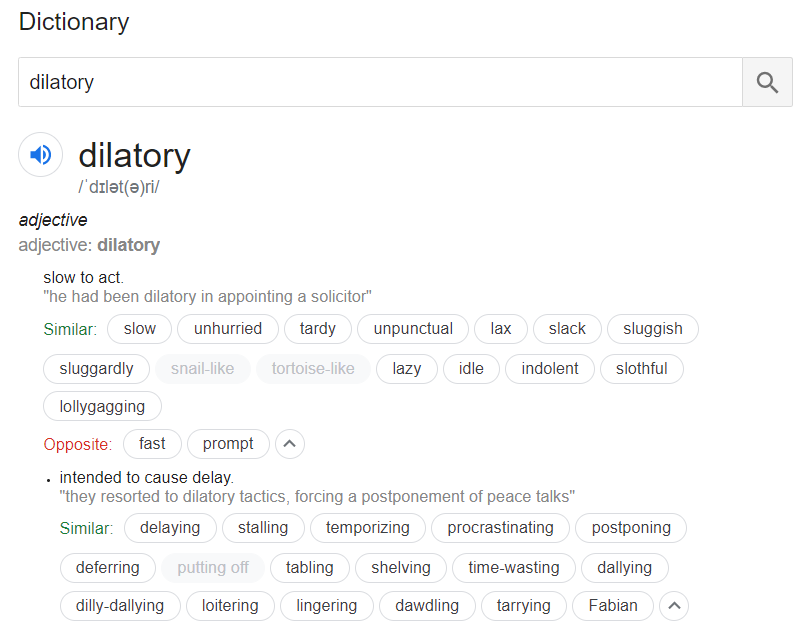 Dictionary
dilatory
dilatory
/ˈdɪlət(ə)ri/
adjective
adjective: dilatory
slow to act.
"he had been dilatory in appointing a solicitor"
Similar: slow unhurried tardy unpunctual lax slack sluggish
sluggardly snail-like tortoise-like lazy idle indolent slothful
lollygagging
Opposite: fast prompt
• intended to cause delay.
"they resorted to dilatory tactics, forcing a postponement of peace talks"
Similar: delaying stalling temporizing procrastinating postponing
deferring putting off tabling shelving time-wasting dallying
dilly-dallying loitering lingering dawdling tarrying Fabian